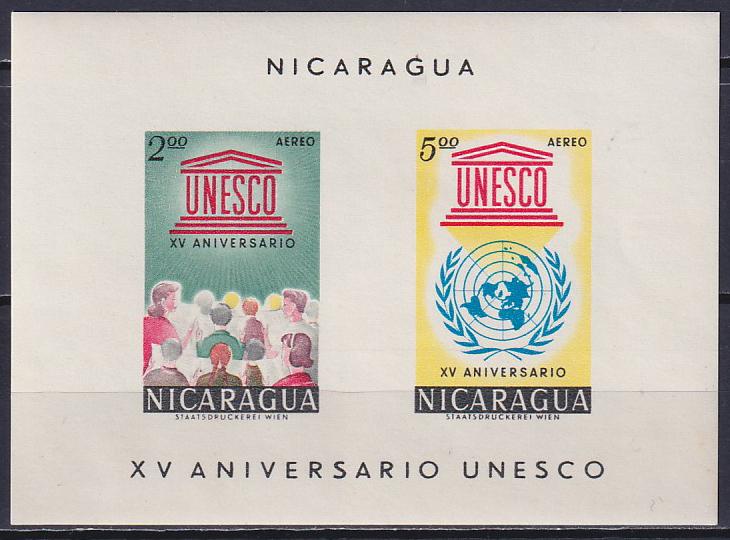 NICARAGUA
2.00 AEREO
UNESCO
XV ANIVERSARIO
NICARAGUA
STAATSDRUCKEREI WIEN
5.00 AEREO
UNESCO
XV ANIVERSARIO
NICARAGUA
STAATSDRUCKEREI WIEN
XV ANIVERSARIO UNESCO